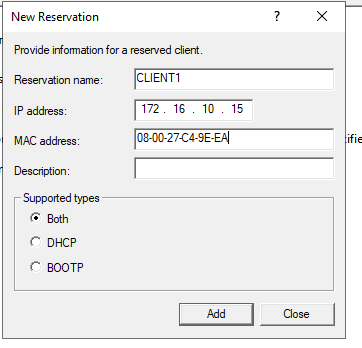 New Reservation
Provide information for a reserved client.
Reservation name: CLIENT1
IP address: 172 . 16 . 10 . 15
MAC address: 08-00-27-C4-9E-EA
Description:
Supported types
Both
DHCP
BOOTP
Add Close